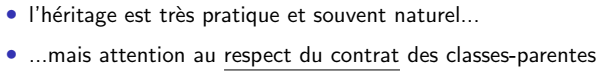 • l'héritage est très pratique et souvent naturel...
• ...mais attention au respect du contrat des classes-parentes